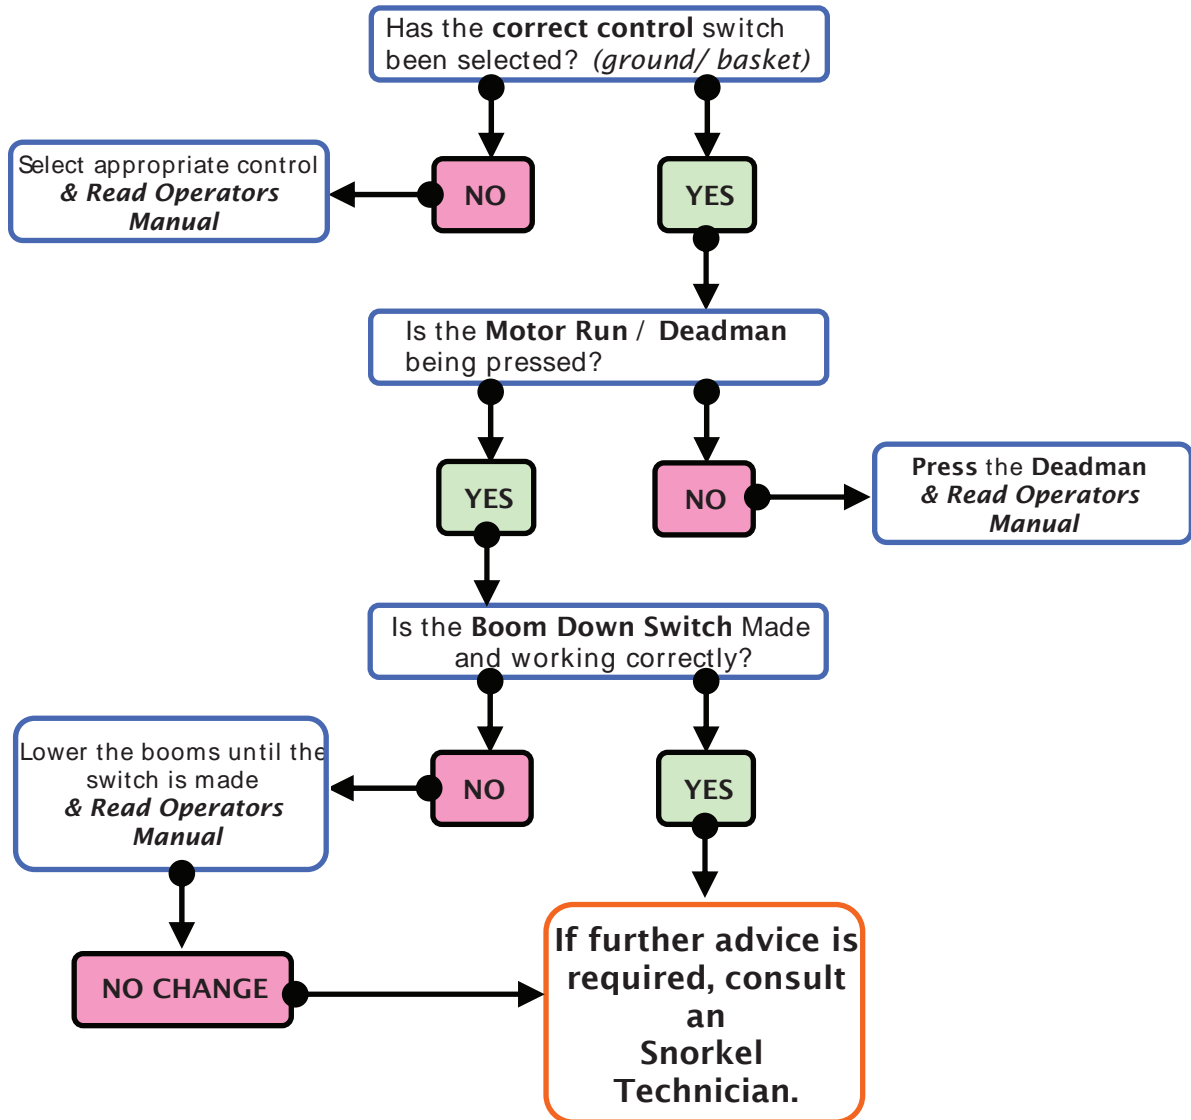 Has the correct control switch
been selected? (ground/ basket)
NO
YES
Select appropriate control
& Read Operators
Manual
Is the Motor Run / Deadman
being pressed?
YES
NO
Press the Deadman
& Read Operators
Manual
Is the Boom Down Switch Made
and working correctly?
NO
YES
Lower the booms until the
switch is made
& Read Operators
Manual
NO CHANGE
If further advice is
required, consult
an
Snorkel
Technician.